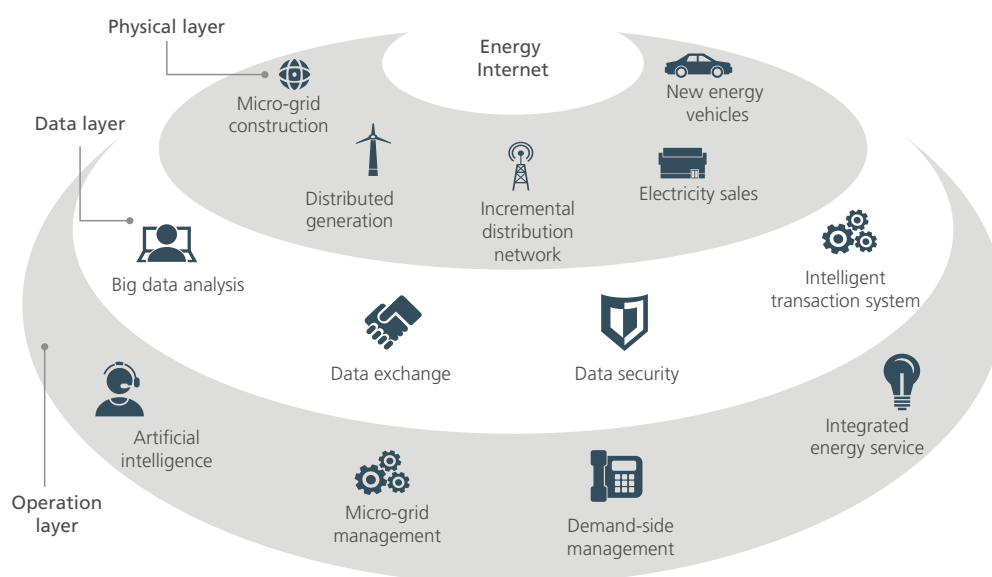 Physical layer
Energy
Internet
Micro-grid
construction
New energy
vehicles
Data layer
Distributed
generation
Incremental
distribution
network
Electricity sales
Big data analysis
Intelligent
transaction system
Data exchange
Data security
Artificial
intelligence
Integrated
energy service
Operation
layer
Micro-grid
management
Demand-side
management